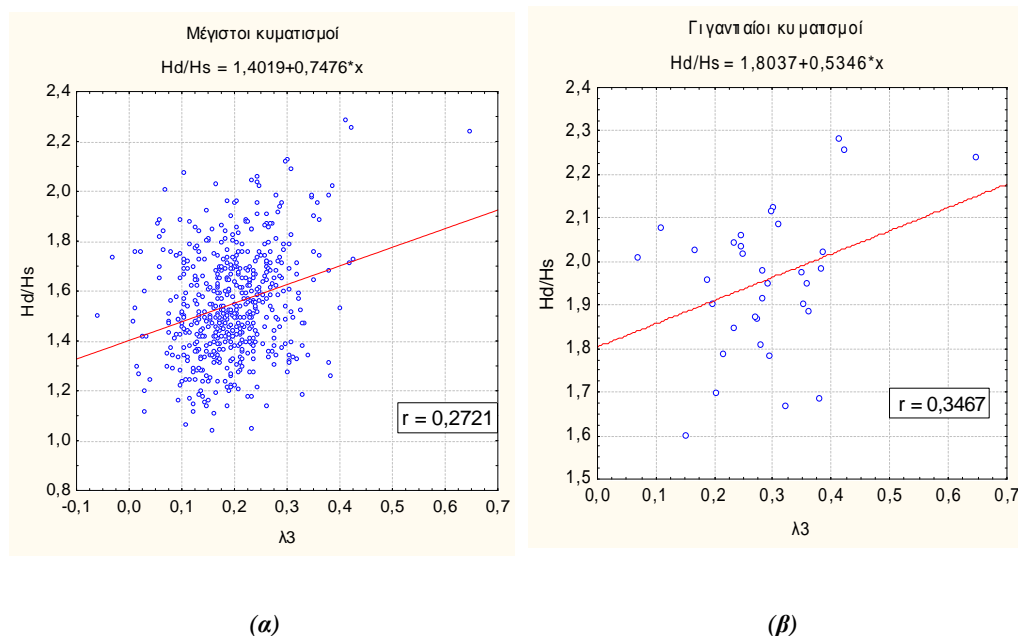 Μέγιστοι κυματισμοί
Hd/Hs = 1,4019+0,7476*x
2,4
2,2
2,0
1,8
1,6
1,4
1,2
1,0
0,8
Hd/Hs
r = 0,2721
-0,1 0,0 0,1 0,2 0,3 0,4 0,5 0,6 0,7
λ3
(α)
Γιγαντιαίοι κυματισμοί
Hd/Hs = 1,8037+0,5346*x
2,4
2,3
2,2
2,1
2,0
1,9
1,8
1,7
1,6
1,5
Hd/Hs
r = 0,3467
0,0 0,1 0,2 0,3 0,4 0,5 0,6 0,7
λ3
(β)